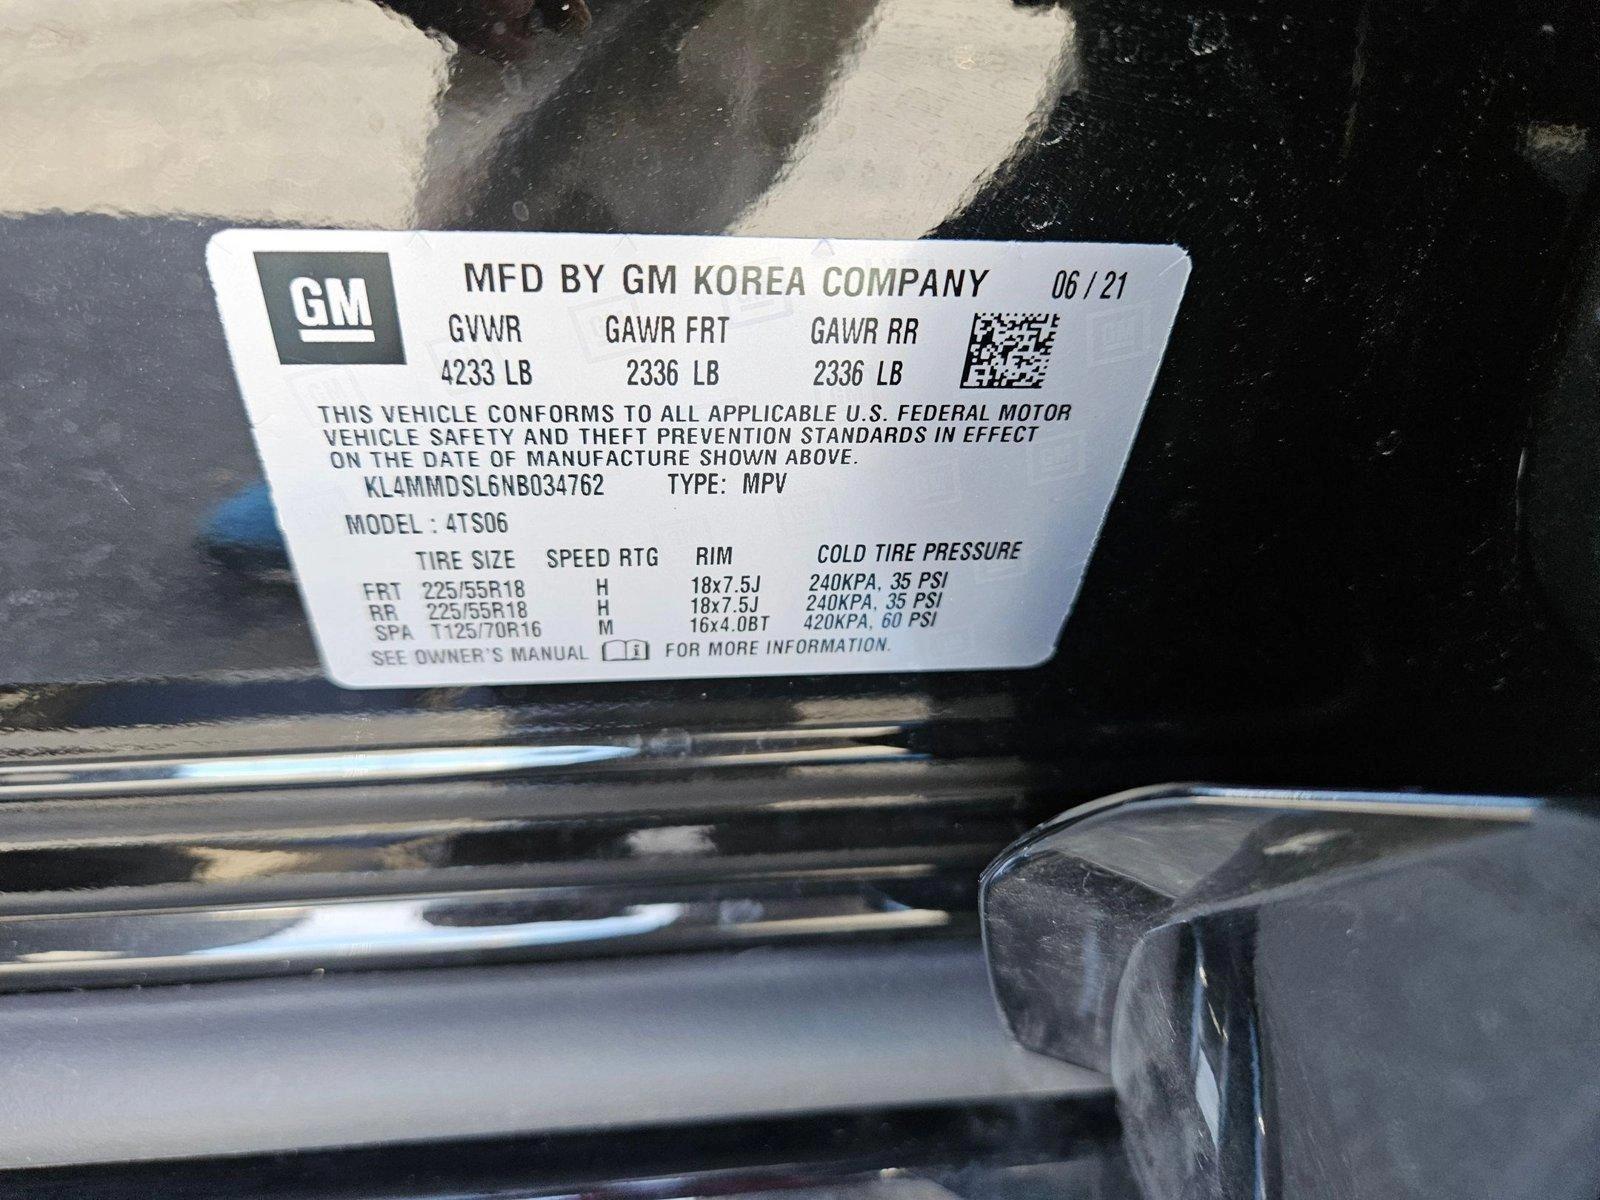 GM
MFD BY GM KOREA COMPANY 06 / 21
GVWR GAWR FRT GAWR RR
4233 LB 2336 LB 2336 LB
THIS VEHICLE CONFORMS TO ALL APPLICABLE U.S. FEDERAL MOTOR
VEHICLE SAFETY AND THEFT PREVENTION STANDARDS IN EFFECT
ON THE DATE OF MANUFACTURE SHOWN ABOVE.
KL4MMDSL6NB034762 TYPE: MPV
MODEL : 4TS06
TIRE SIZE SPEED RTG RIM COLD TIRE PRESSURE
FRT 225/55R18 H 18x7.5J 240KPA, 35 PSI
RR 225/55R18 H 18x7.5J 240KPA, 35 PSI
SPA T125/70R16 M 16x4.0BT 420KPA, 60 PSI
SEE OWNER'S MANUAL FOR MORE INFORMATION.